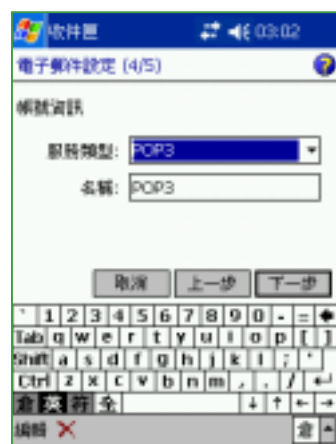 收件匣 03:02
電子郵件設定 (4/5)
帳號資訊
服務類型: POP3
名稱: POP3
取消 上一步 下一步
` 1 2 3 4 5 6 7 8 9 0 - =
Tab q w e r t y u i o p [ ]
Shift a s d f g h j k l ; '
Ctrl z x c v b n m , . /
倉 英 符 全
編輯 倉